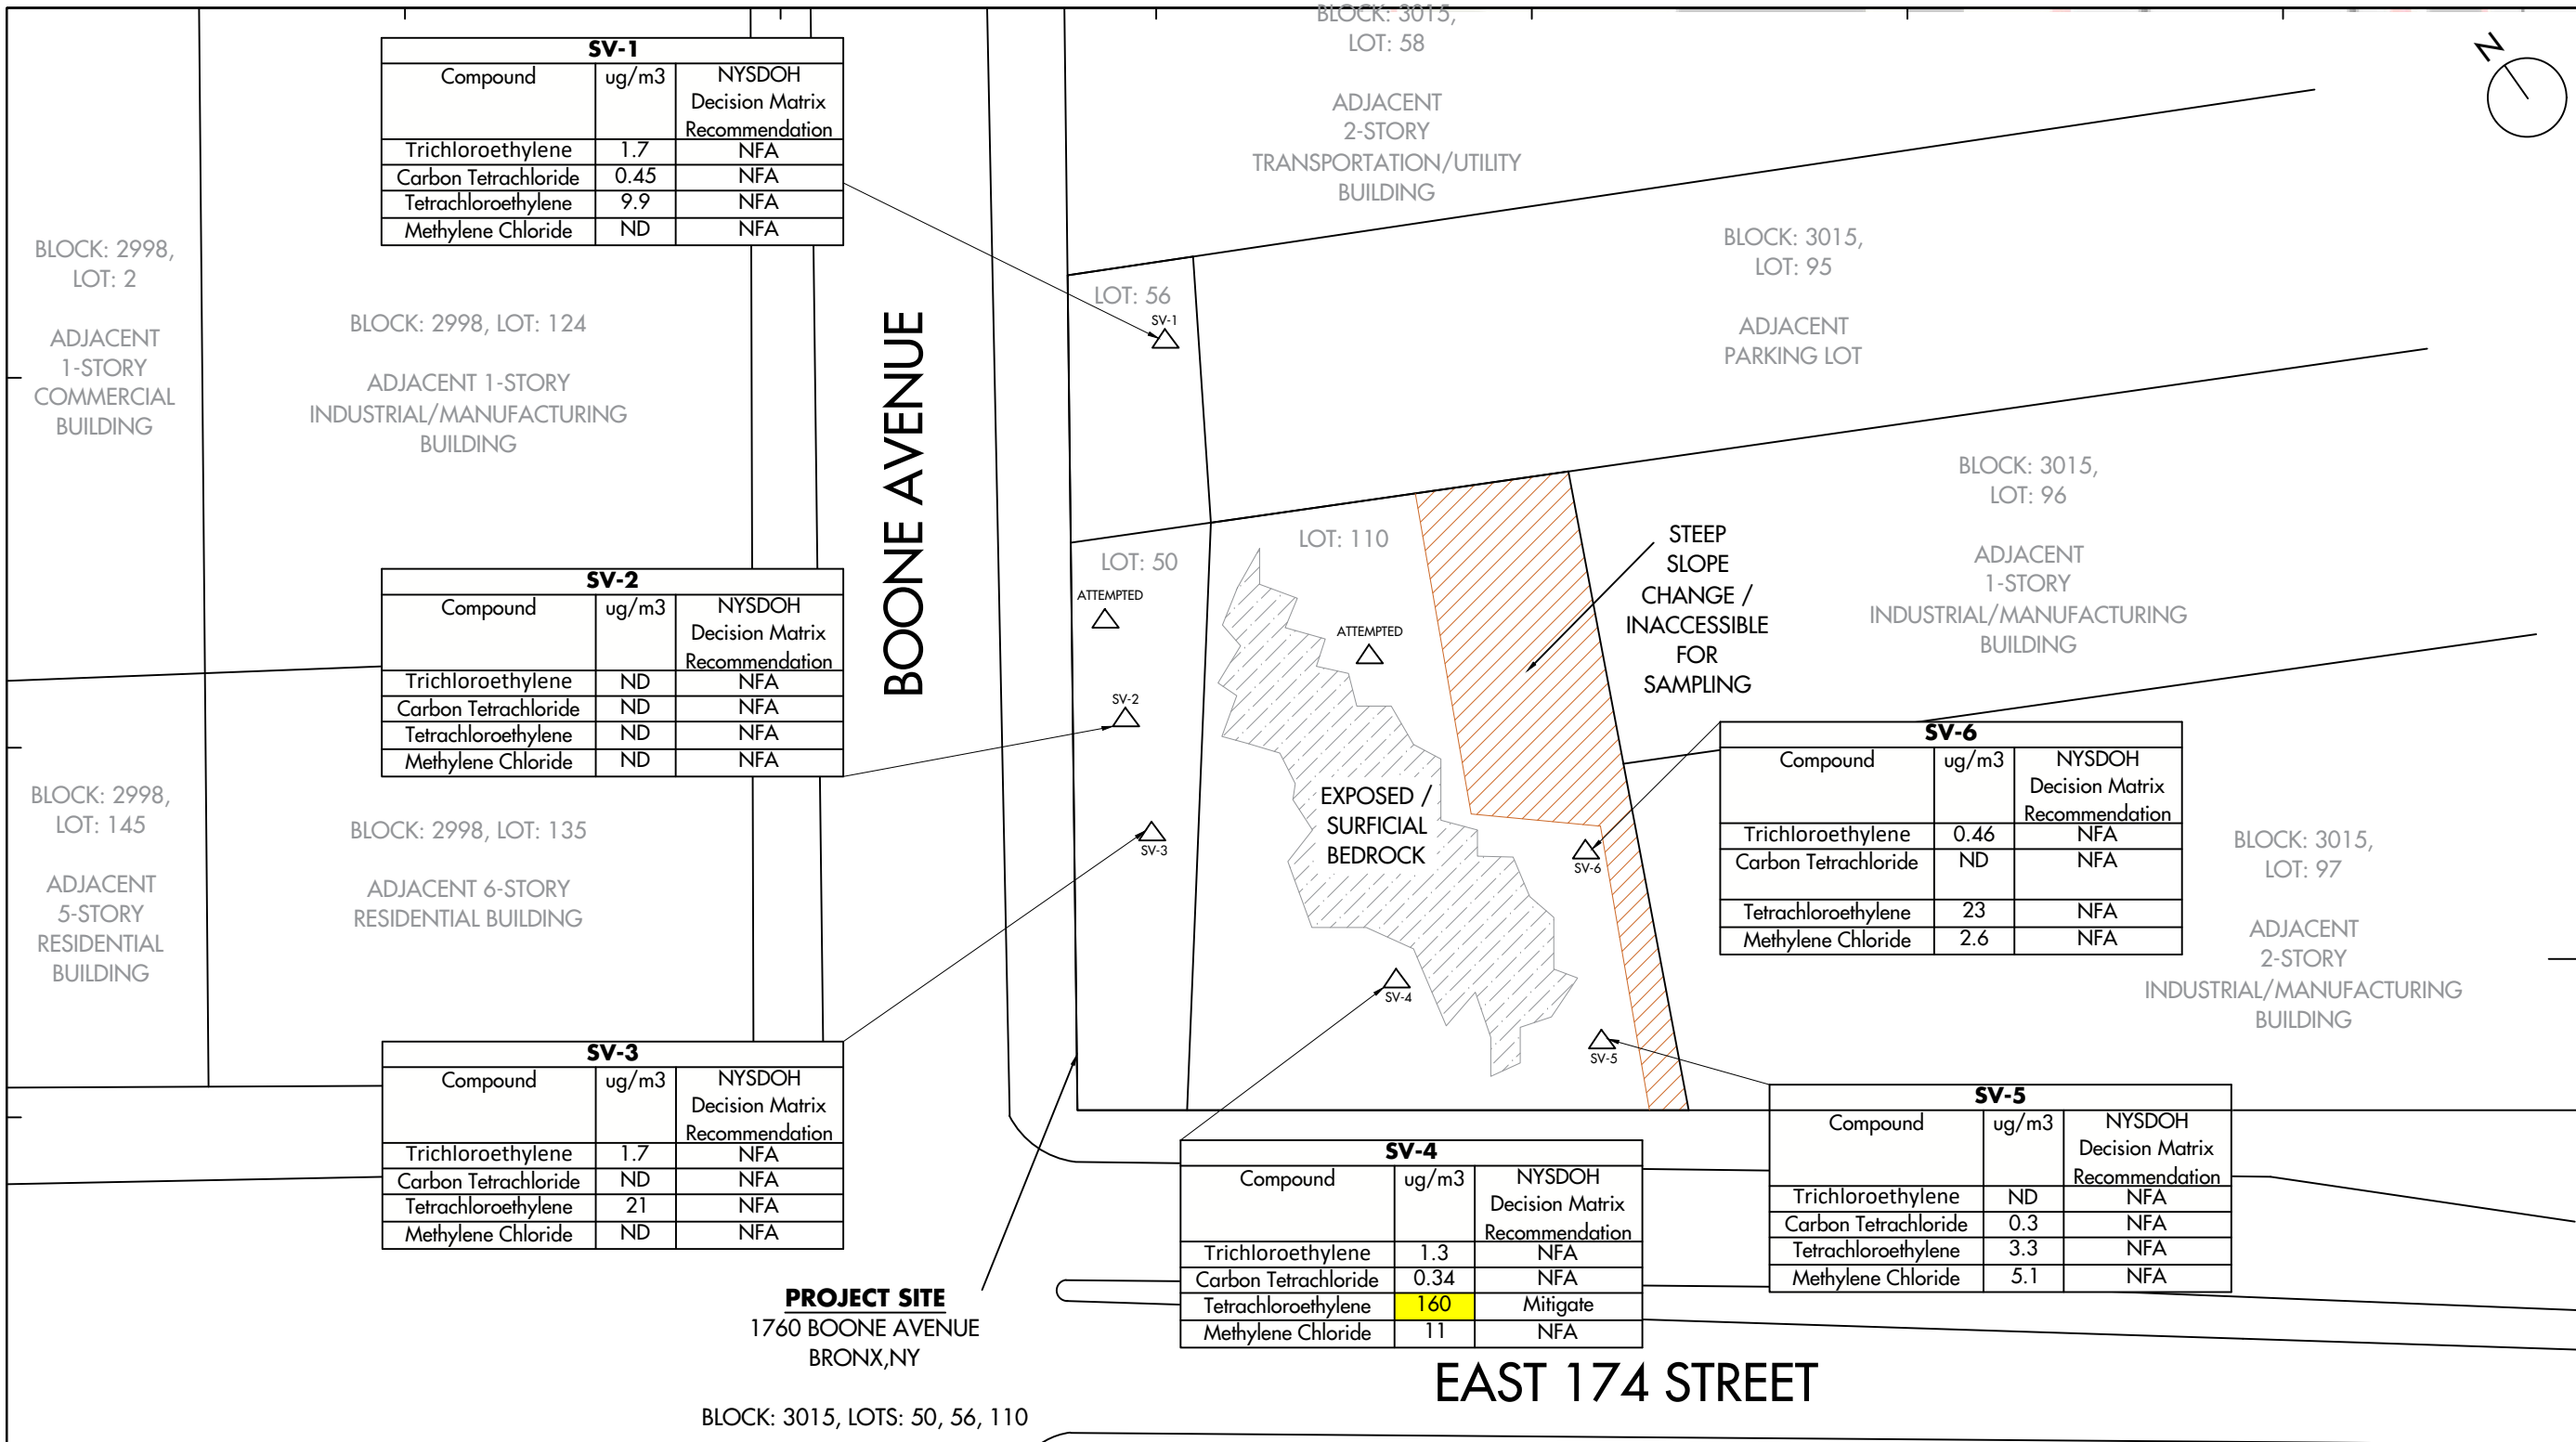 N
BLOCK: 3015,
LOT: 58
ADJACENT
2-STORY
TRANSPORTATION/UTILITY
BUILDING
SV-1
Compound ug/m3 NYSDOH
Decision Matrix
Recommendation
Trichloroethylene 1.7 NFA
Carbon Tetrachloride 0.45 NFA
Tetrachloroethylene 9.9 NFA
Methylene Chloride ND NFA
BLOCK: 2998,
LOT: 2
ADJACENT
1-STORY
COMMERCIAL
BUILDING
BLOCK: 2998, LOT: 124
ADJACENT 1-STORY
INDUSTRIAL/MANUFACTURING
BUILDING
BOONE AVENUE
LOT: 56
SV-1
BLOCK: 3015,
LOT: 95
ADJACENT
PARKING LOT
BLOCK: 3015,
LOT: 96
ADJACENT
1-STORY
INDUSTRIAL/MANUFACTURING
BUILDING
LOT: 110
LOT: 50
ATTEMPTED
ATTEMPTED
STEEP
SLOPE
CHANGE /
INACCESSIBLE
FOR
SAMPLING
SV-2
Compound ug/m3 NYSDOH
Decision Matrix
Recommendation
Trichloroethylene ND NFA
Carbon Tetrachloride ND NFA
Tetrachloroethylene ND NFA
Methylene Chloride ND NFA
SV-2
SV-3
EXPOSED /
SURFICIAL
BEDROCK
SV-6
SV-4
SV-5
SV-6
Compound ug/m3 NYSDOH
Decision Matrix
Recommendation
Trichloroethylene 0.46 NFA
Carbon Tetrachloride ND NFA
Tetrachloroethylene 23 NFA
Methylene Chloride 2.6 NFA
BLOCK: 3015,
LOT: 97
ADJACENT
2-STORY
INDUSTRIAL/MANUFACTURING
BUILDING
BLOCK: 2998,
LOT: 145
ADJACENT
5-STORY
RESIDENTIAL
BUILDING
BLOCK: 2998, LOT: 135
ADJACENT 6-STORY
RESIDENTIAL BUILDING
SV-3
Compound ug/m3 NYSDOH
Decision Matrix
Recommendation
Trichloroethylene 1.7 NFA
Carbon Tetrachloride ND NFA
Tetrachloroethylene 21 NFA
Methylene Chloride ND NFA
SV-4
Compound ug/m3 NYSDOH
Decision Matrix
Recommendation
Trichloroethylene 1.3 NFA
Carbon Tetrachloride 0.34 NFA
Tetrachloroethylene 160 Mitigate
Methylene Chloride 11 NFA
SV-5
Compound ug/m3 NYSDOH
Decision Matrix
Recommendation
Trichloroethylene ND NFA
Carbon Tetrachloride 0.3 NFA
Tetrachloroethylene 3.3 NFA
Methylene Chloride 5.1 NFA
PROJECT SITE
1760 BOONE AVENUE
BRONX,NY
BLOCK: 3015, LOTS: 50, 56, 110
EAST 174 STREET